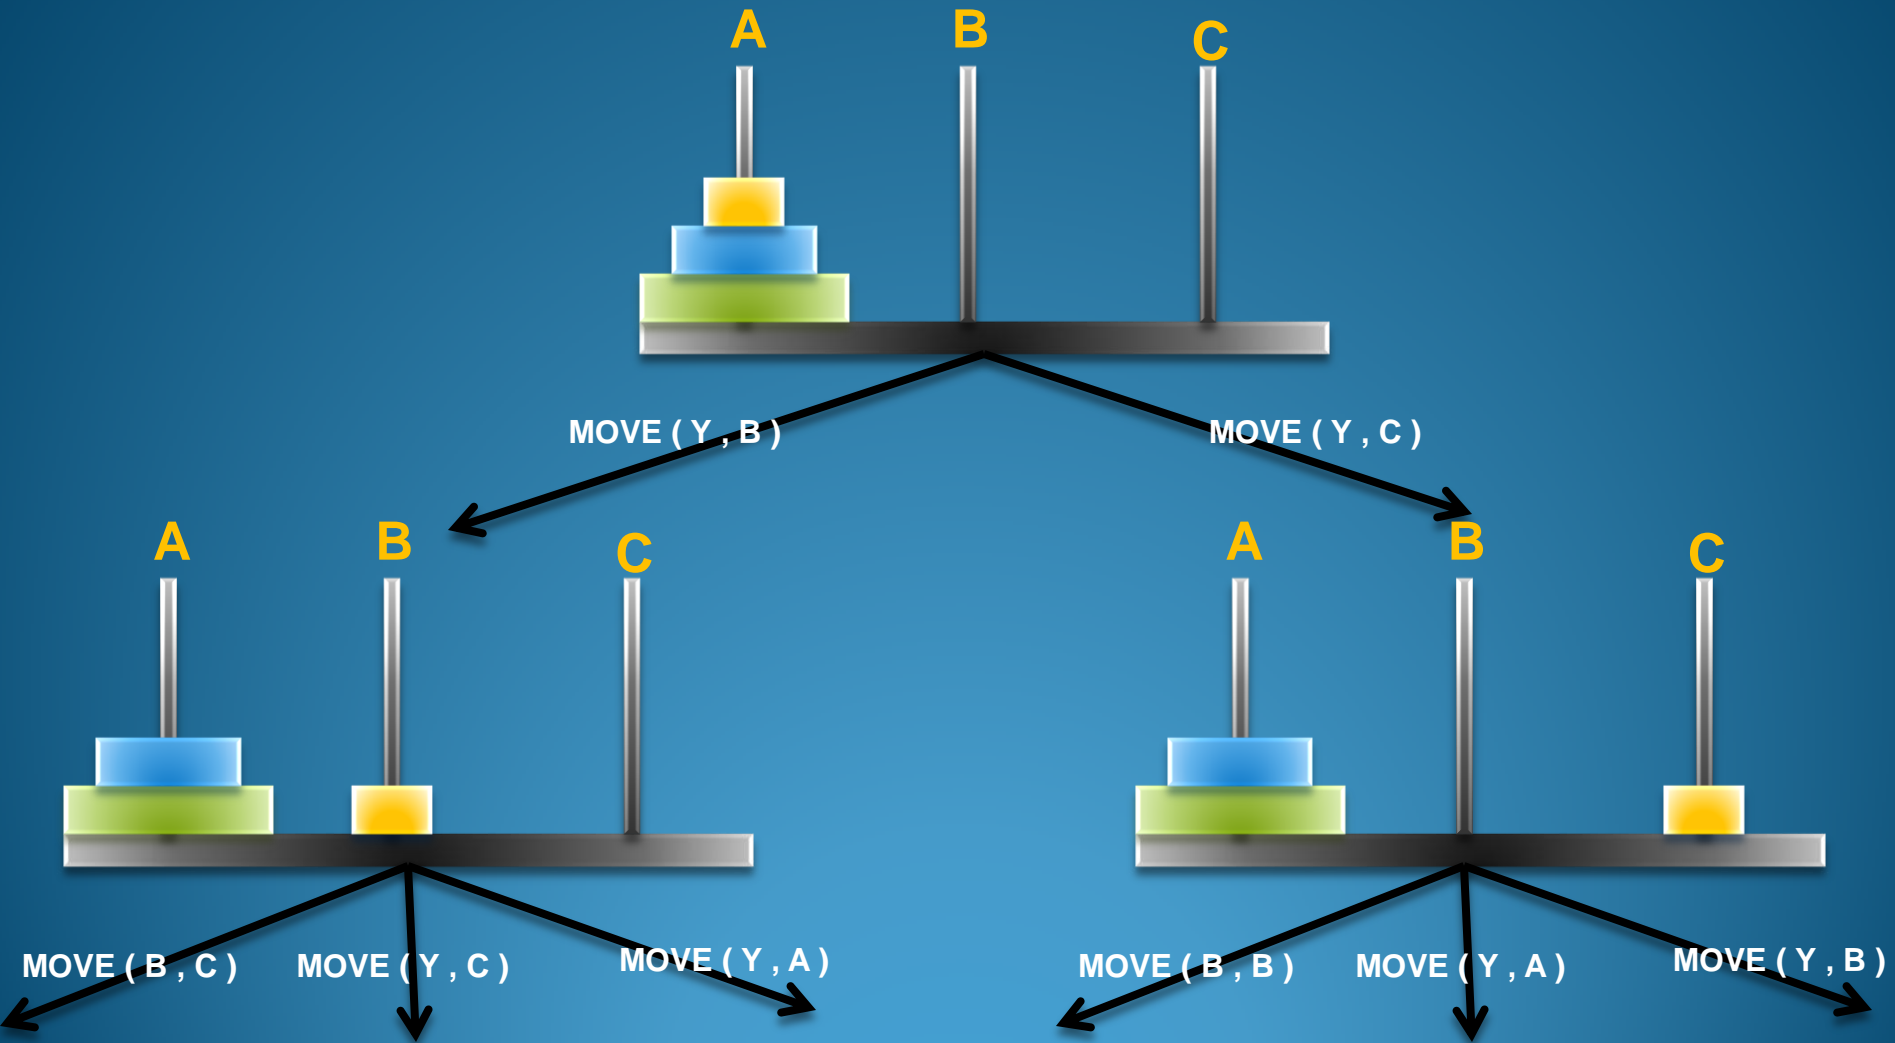 A B C
MOVE ( Y , B ) MOVE ( Y , C )
A B C A B C
MOVE ( B , C ) MOVE ( Y , C ) MOVE ( Y , A ) MOVE ( B , B ) MOVE ( Y , A ) MOVE ( Y , B )